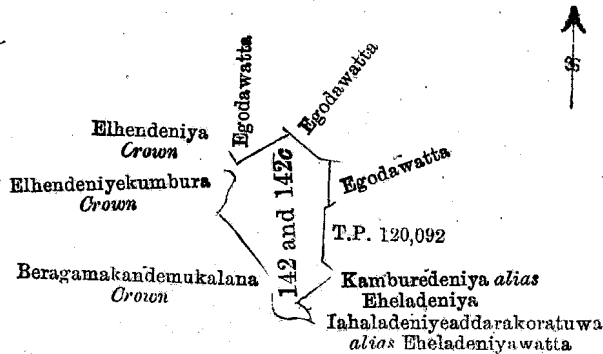 Egodawatta
Egodawatta
Elhendeniya
Crown
Elhendeniyekumbura
Crown
Egodawatta
142 and 142c
T.P. 120,092
Beragamakandemukalana
Crown
Kamburedeniya alias
Eheladeniya
Iahaladeniyeaddarakoratuwa
alias Eheladeniyawatta